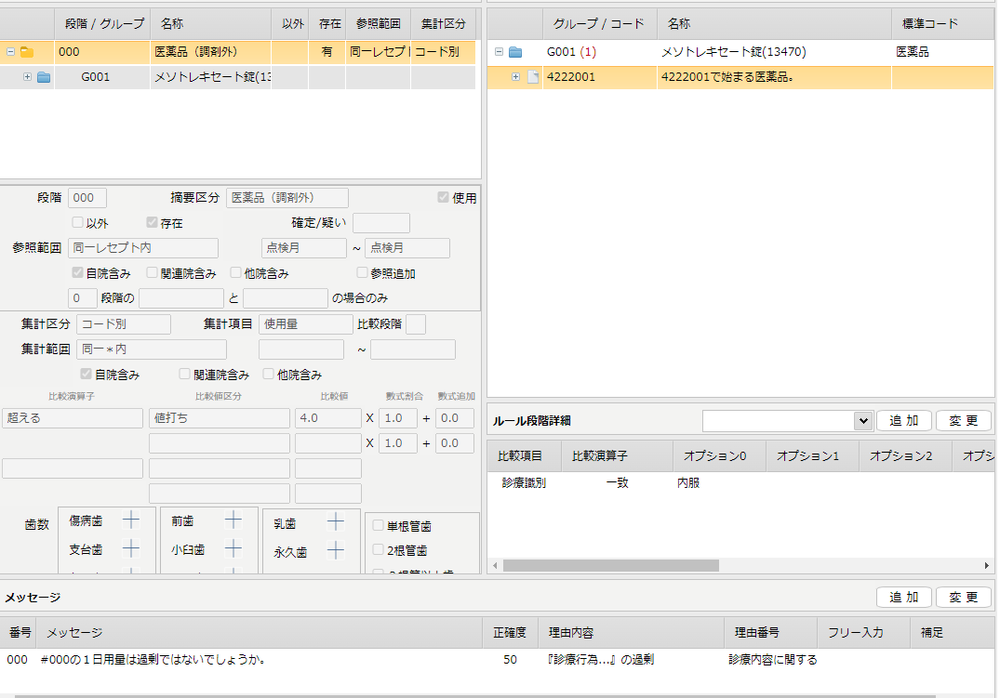 段階 / グループ 名称 以外 存在 参照範囲 集計区分
000 医薬品（調剤外） 有 同一レセプト コード別
G001 メソトレキセート錠(13
グループ / コード 名称 標準コード
G001 (1) メソトレキセート錠(13470) 医薬品
4222001 4222001で始まる医薬品。
段階 000 摘要区分 医薬品（調剤外） 使用
以外 存在 確定/疑い
参照範囲 同一レセプト内 点検月 ~ 点検月
自院含み 関連院含み 他院含み 参照追加
0 段階の と の場合のみ
集計区分 コード別 集計項目 使用量 比較段階
集計範囲 同一＊内 ~
自院含み 関連院含み 他院含み
比較演算子 比較値区分 比較値 数式割合 数式追加
超える 値打ち 4.0 X 1.0 + 0.0
X 1.0 + 0.0
歯数 傷病歯 前歯 乳歯 単根管歯
支台歯 小臼歯 永久歯 2根管歯
ルール段階詳細 追 加 変 更
比較項目 比較演算子 オプション0 オプション1 オプション2 オプシ
診療識別 一致 内服
メッセージ 追 加 変 更
番号 メッセージ 正確度 理由内容 理由番号 フリー入力 補足
000 #000の１日用量は過剰ではないでしょうか。 50 『診療行為...』の過剰 診療内容に関する